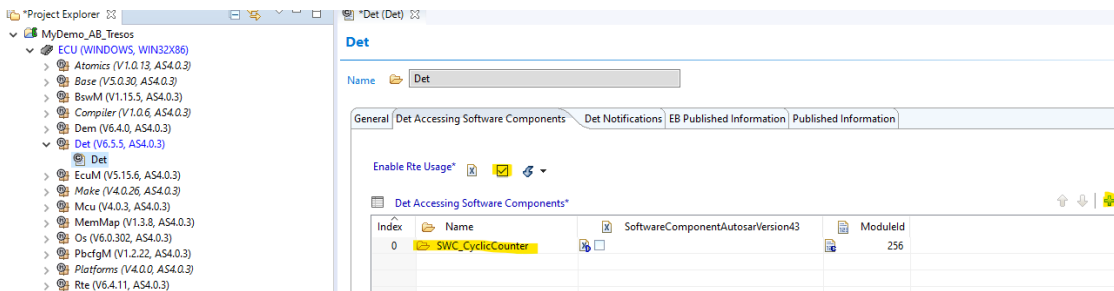 *Project Explorer
MyDemo_AB_Tresos
ECU (WINDOWS, WIN32X86)
Atomics (V1.0.13, AS4.0.3)
Base (V5.0.30, AS4.0.3)
BswM (V1.15.5, AS4.0.3)
Compiler (V1.0.6, AS4.0.3)
Dem (V6.4.0, AS4.0.3)
Det (V6.5.5, AS4.0.3)
Det
EcuM (V5.15.6, AS4.0.3)
Make (V4.0.26, AS4.0.3)
Mcu (V4.0.3, AS4.0.3)
MemMap (V1.3.8, AS4.0.3)
Os (V6.0.302, AS4.0.3)
PbcfgM (V1.2.22, AS4.0.3)
Platforms (V4.0.0, AS4.0.3)
Rte (V6.4.11, AS4.0.3)
*Det (Det)
Det
Name Det
General Det Accessing Software Components Det Notifications EB Published Information Published Information
Enable Rte Usage*
Det Accessing Software Components*
Index Name SoftwareComponentAutosarVersion43 ModuleId
0 SWC_CyclicCounter 256